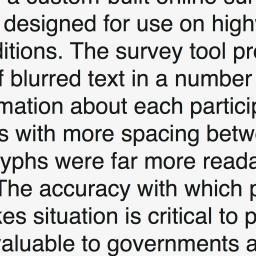 a custom built online su
designed for use on high
ditions. The survey tool pr
f blurred text in a number
mation about each particip
s with more spacing betw
yphs were far more reada
The accuracy with which p
kes situation is critical to p
valuable to governments a